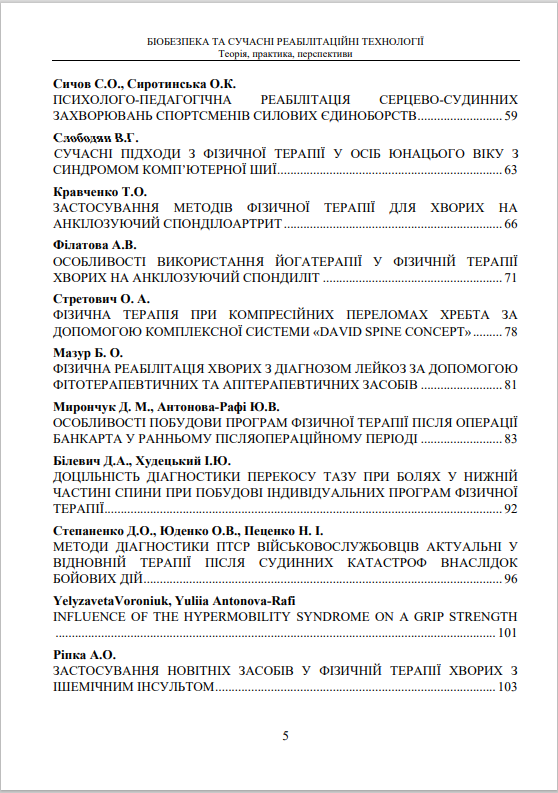 БІОБЕЗПЕКА ТА СУЧАСНІ РЕАБІЛІТАЦІЙНІ ТЕХНОЛОГІЇ
Теорія, практика, перспективи
Сичов С.О., Сиротинська О.К.
ПСИХОЛОГО-ПЕДАГОГІЧНА РЕАБІЛІТАЦІЯ СЕРЦЕВО-СУДИННИХ
ЗАХВОРЮВАНЬ СПОРТСМЕНІВ СИЛОВИХ ЄДИНОБОРСТВ.......................... 59
Слободян В.Г.
СУЧАСНІ ПІДХОДИ З ФІЗИЧНОЇ ТЕРАПІЇ У ОСІБ ЮНАЦЬОГО ВІКУ З
СИНДРОМОМ КОМП’ЮТЕРНОЇ ШИЇ.................................................................... 63
Кравченко Т.О.
ЗАСТОСУВАННЯ МЕТОДІВ ФІЗИЧНОЇ ТЕРАПІЇ ДЛЯ ХВОРИХ НА
АНКІЛОЗУЮЧИЙ СПОНДІЛОАРТРИТ .................................................................. 66
Філатова А.В.
ОСОБЛИВОСТІ ВИКОРИСТАННЯ ЙОГАТЕРАПІЇ У ФІЗИЧНІЙ ТЕРАПІЇ
ХВОРИХ НА АНКІЛОЗУЮЧИЙ СПОНДИЛІТ ...................................................... 71
Стретович О. А.
ФІЗИЧНА ТЕРАПІЯ ПРИ КОМПРЕСІЙНИХ ПЕРЕЛОМАХ ХРЕБТА ЗА
ДОПОМОГОЮ КОМПЛЕКСНОЇ СИСТЕМИ «DAVID SPINE CONCEPT» ......... 78
Мазур Б. О.
ФІЗИЧНА РЕАБІЛІТАЦІЯ ХВОРИХ З ДІАГНОЗОМ ЛЕЙКОЗ ЗА ДОПОМОГОЮ
ФІТОТЕРАПЕВТИЧНИХ ТА АПІТЕРАПЕВТИЧНИХ ЗАСОБІВ ......................... 81
Мирончук Д. М., Антонова-Рафі Ю.В.
ОСОБЛИВОСТІ ПОБУДОВИ ПРОГРАМ ФІЗИЧНОЇ ТЕРАПІЇ ПІСЛЯ ОПЕРАЦІЇ
БАНКАРТА У РАННЬОМУ ПІСЛЯОПЕРАЦІЙНОМУ ПЕРІОДІ ......................... 83
Білевич Д.А., Худецький І.Ю.
ДОЦІЛЬНІСТЬ ДІАГНОСТИКИ ПЕРЕКОСУ ТАЗУ ПРИ БОЛЯХ У НИЖНІЙ
ЧАСТИНІ СПИНИ ПРИ ПОБУДОВІ ІНДИВІДУАЛЬНИХ ПРОГРАМ ФІЗИЧНОЇ
ТЕРАПІЇ........................................................................................................................ 92
Степаненко Д.О., Юденко О.В., Пеценко Н. І.
МЕТОДИ ДІАГНОСТИКИ ПТСР ВІЙСЬКОВОСЛУЖБОВЦІВ АКТУАЛЬНІ У
ВІДНОВНІЙ ТЕРАПІЇ ПІСЛЯ СУДИННИХ КАТАСТРОФ ВНАСЛІДОК
БОЙОВИХ ДІЙ............................................................................................................. 96
YelyzavetaVoroniuk, Yuliia Antonova-Rafi
INFLUENCE OF THE HYPERMOBILITY SYNDROME ON A GRIP STRENGTH
..................................................................................................................................... 101
Ріпка А.О.
ЗАСТОСУВАННЯ НОВІТНІХ ЗАСОБІВ У ФІЗИЧНІЙ ТЕРАПІЇ ХВОРИХ З
ІШЕМІЧНИМ ІНСУЛЬТОМ..................................................................................... 103
5